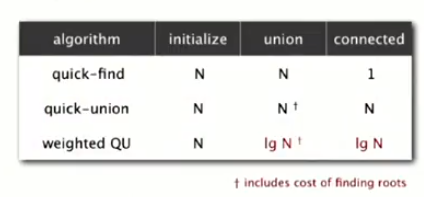 algorithm initialize union connected
quick-find N N 1
quick-union N N † N
weighted QU N lg N † lg N
† includes cost of finding roots